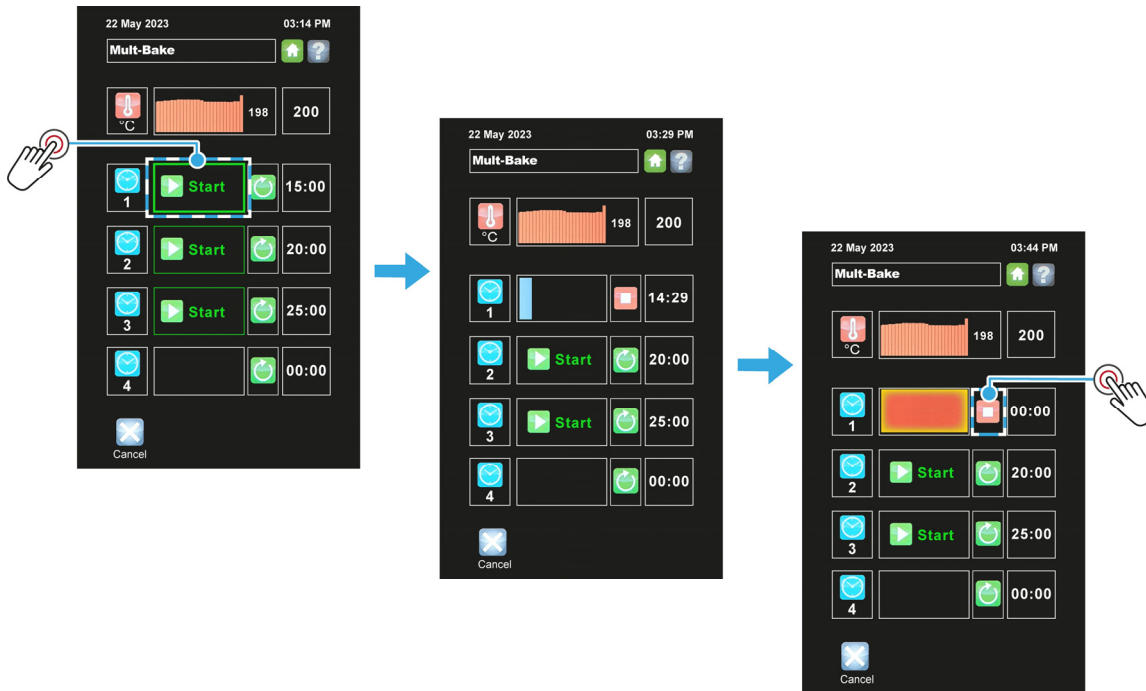 22 May 2023 03:14 PM
Mult-Bake ?
°C 198 200
1 Start 15:00
2 Start 20:00
3 Start 25:00
4 00:00
Cancel
22 May 2023 03:29 PM
Mult-Bake ?
°C 198 200
1 14:29
2 Start 20:00
3 Start 25:00
4 00:00
Cancel
22 May 2023 03:44 PM
Mult-Bake ?
°C 198 200
1 00:00
2 Start 20:00
3 Start 25:00
4 00:00
Cancel